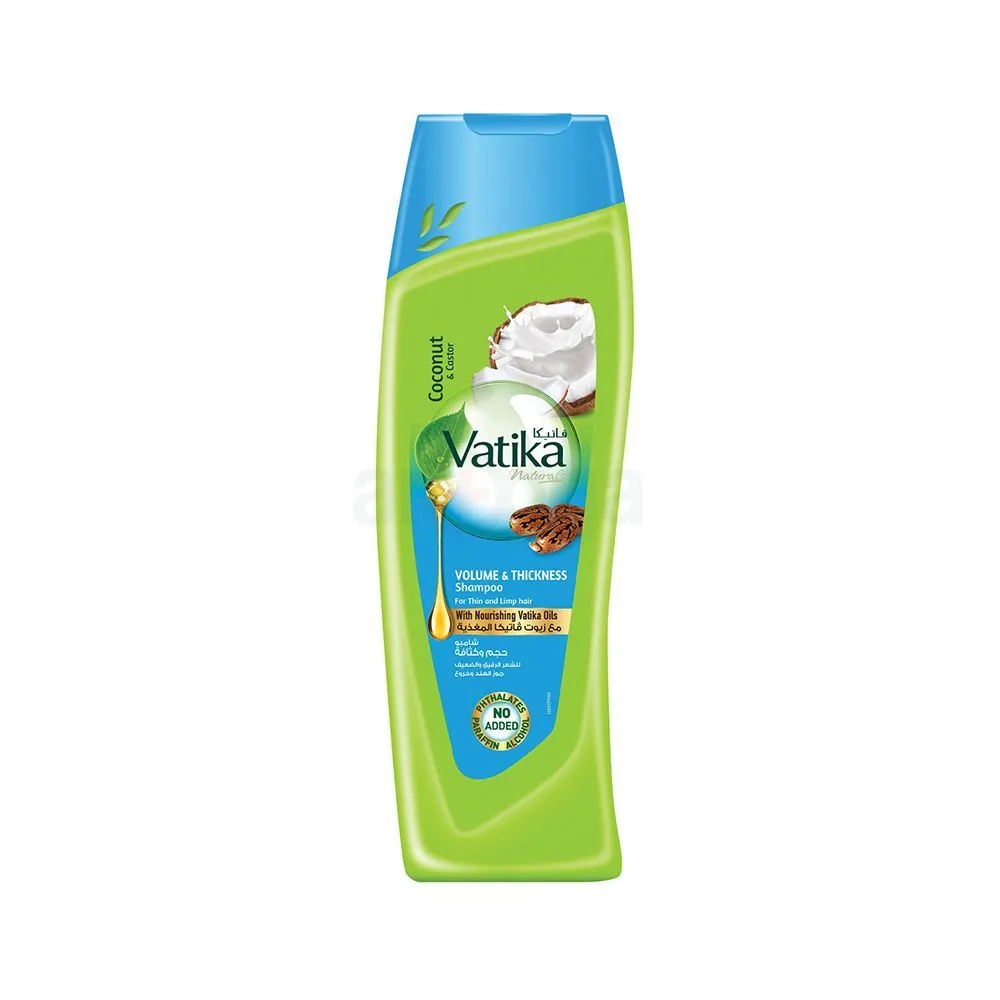 Coconut
& Castor
فاتيكا
Vatika
Naturals
VOLUME & THICKNESS
Shampoo
For Thin and Limp hair
With Nourishing Vatika Oils
مع زيوت ڤاتيكا المغذية
شامبو
حجم وكثافة
للشعر الرقيق والضعيف
جوز الهند وخروع
PHTHALATES
NO
ADDED
PARAFFIN ALCOHOL